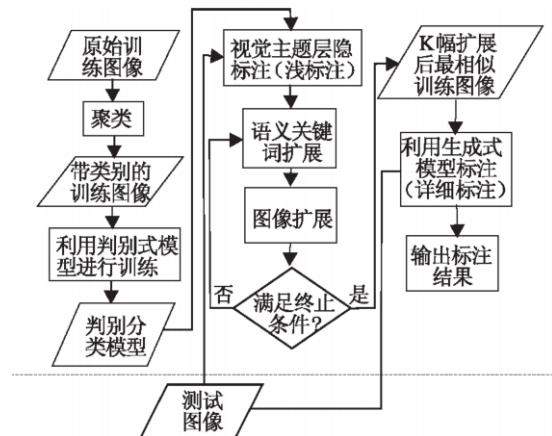 原始训
练图像
聚类
带类别的
训练图像
利用判别式模
型进行训练
判别分
类模型
视觉主题层隐
标注(浅标注)
语义关键
词扩展
图像扩展
否
满足终止
条件?
是
K幅扩展
后最相似
训练图像
利用生成式
模型标注
(详细标注)
输出标注
结果
测试
图像